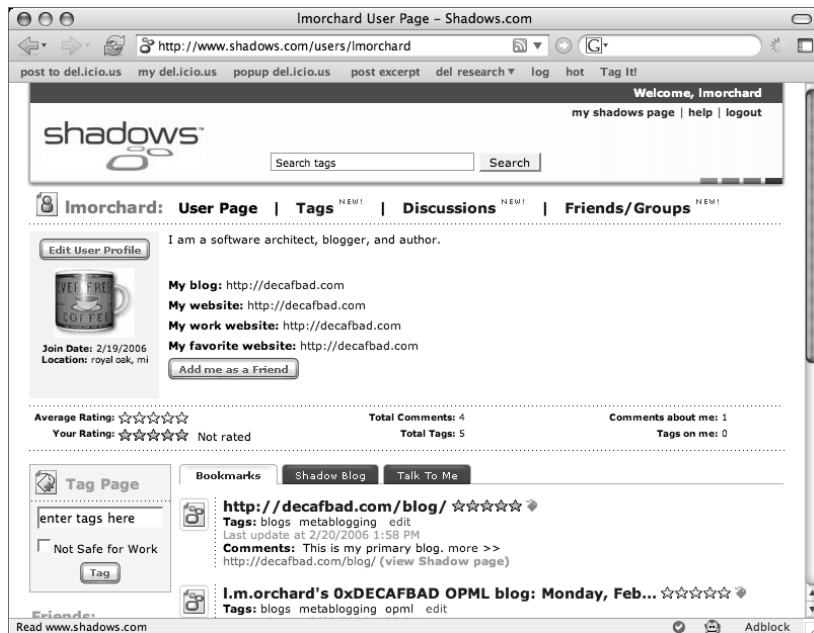 lmorchard User Page – Shadows.com
http://www.shadows.com/users/lmorchard
G
post to del.icio.us my del.icio.us popup del.icio.us post excerpt del research log hot Tag It!
Welcome, lmorchard
my shadows page | help | logout
shadows
Search tags Search
lmorchard: User Page | Tags NEW! | Discussions NEW! | Friends/Groups NEW!
Edit User Profile
I am a software architect, blogger, and author.
EVER FRES
COFFEE
My blog: http://decafbad.com
My website: http://decafbad.com
My work website: http://decafbad.com
My favorite website: http://decafbad.com
Join Date: 2/19/2006
Location: royal oak, mi
Add me as a Friend
Average Rating: Total Comments: 4 Comments about me: 1
Your Rating: Not rated Total Tags: 5 Tags on me: 0
Tag Page
enter tags here
Not Safe for Work
Tag
Friends:
Bookmarks Shadow Blog Talk To Me
http://decafbad.com/blog/
Tags: blogs metablogging edit
Last update at 2/20/2006 1:58 PM
Comments: This is my primary blog. more >>
http://decafbad.com/blog/ (view Shadow page)
l.m.orchard's 0xDECAFBAD OPML blog: Monday, Feb...
Tags: blogs metablogging opml edit
Read www.shadows.com Adblock